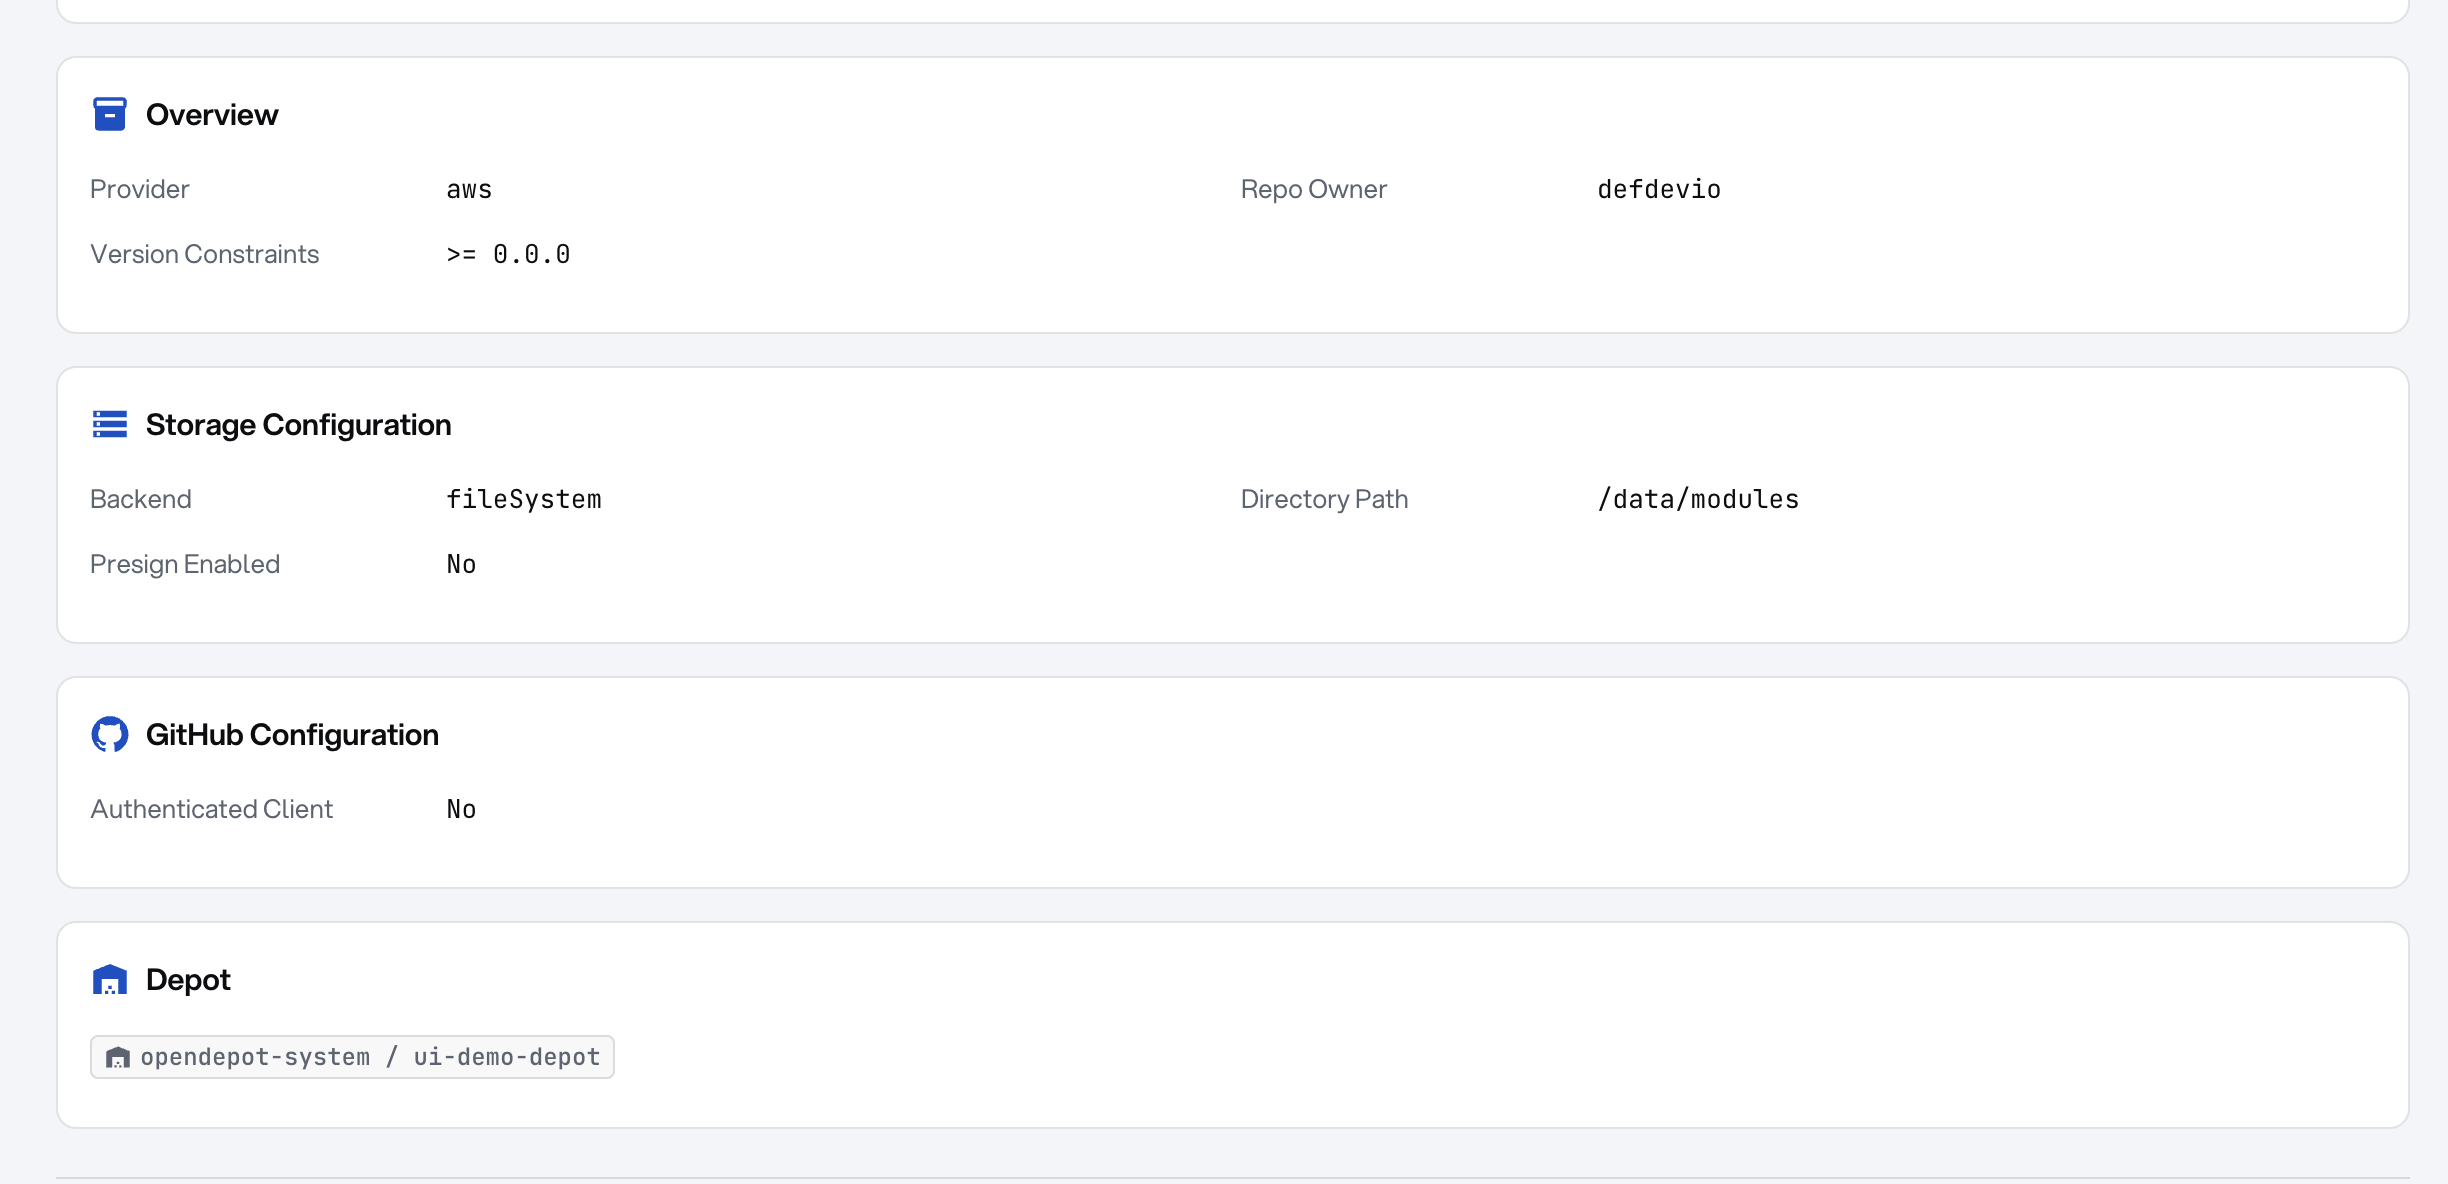 Overview
Provider aws Repo Owner defdevio
Version Constraints >= 0.0.0
Storage Configuration
Backend fileSystem Directory Path /data/modules
Presign Enabled No
GitHub Configuration
Authenticated Client No
Depot
opendepot-system / ui-demo-depot